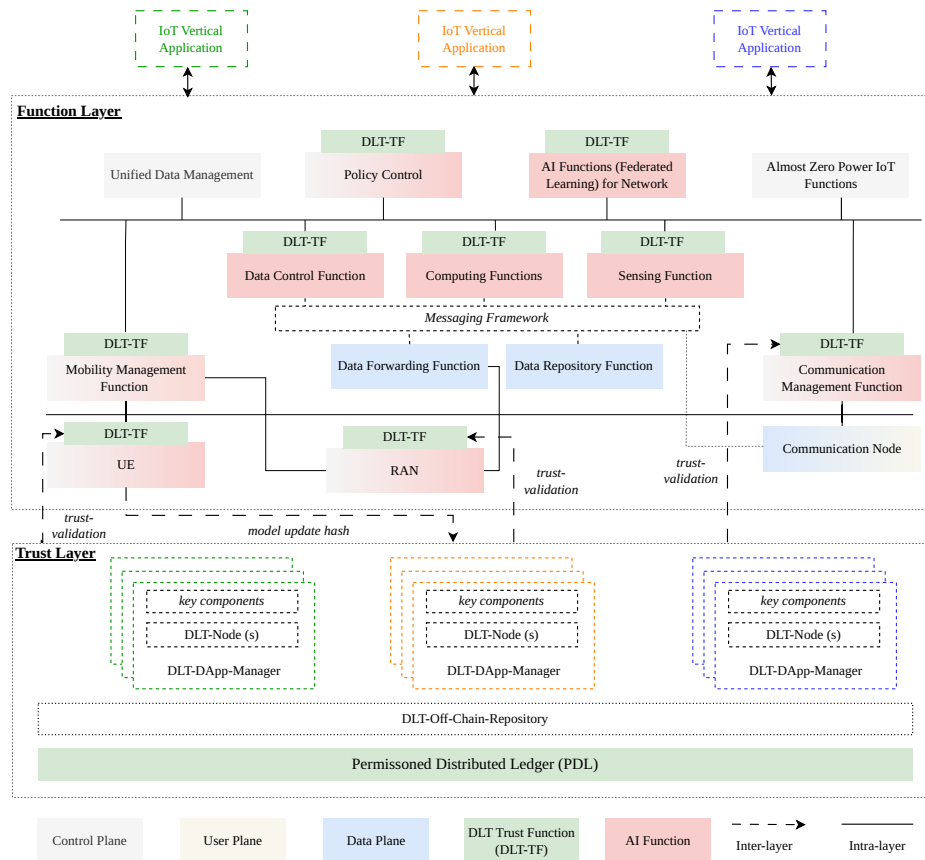 IoT Vertical
Application
IoT Vertical
Application
IoT Vertical
Application
Function Layer
DLT-TF
DLT-TF
Unified Data Management
Policy Control
AI Functions (Federated
Learning) for Network
Almost Zero Power IoT
Functions
DLT-TF
DLT-TF
DLT-TF
Data Control Function
Computing Functions
Sensing Function
Messaging Framework
DLT-TF
DLT-TF
Mobility Management
Function
Data Forwarding Function
Data Repository Function
Communication
Management Function
DLT-TF
DLT-TF
UE
RAN
Communication Node
trust-
validation
trust-
validation
trust-
validation
model update hash
Trust Layer
key components
key components
key components
DLT-Node (s)
DLT-Node (s)
DLT-Node (s)
DLT-DApp-Manager
DLT-DApp-Manager
DLT-DApp-Manager
DLT-Off-Chain-Repository
Permissoned Distributed Ledger (PDL)
Control Plane
User Plane
Data Plane
DLT Trust Function
(DLT-TF)
AI Function
Inter-layer
Intra-layer